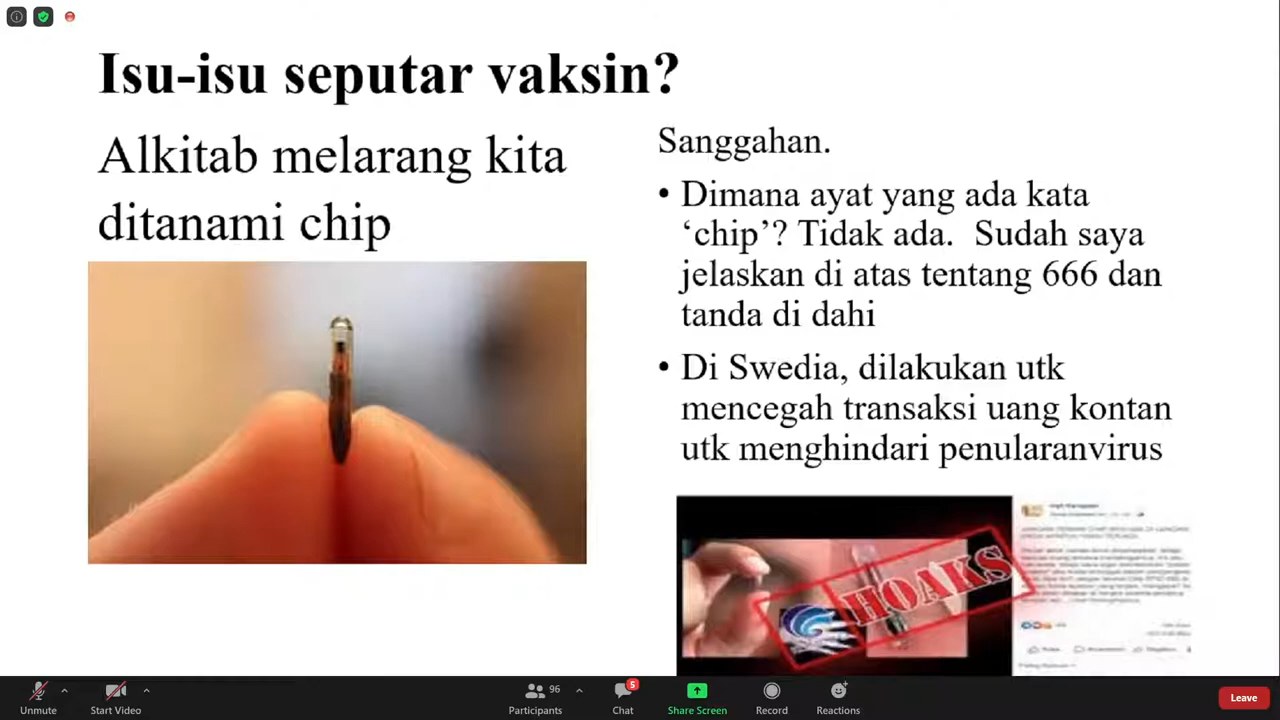 Isu-isu seputar vaksin?
Alkitab melarang kita
ditanami chip
Sanggahan.
• Dimana ayat yang ada kata
‘chip’? Tidak ada.  Sudah saya
jelaskan di atas tentang 666 dan
tanda di dahi
• Di Swedia, dilakukan utk
mencegah transaksi uang kontan
utk menghindari penularanvirus
HOAKS
Unmute
Start Video
96
Participants
5
Chat
Share Screen
Record
Reactions
Leave